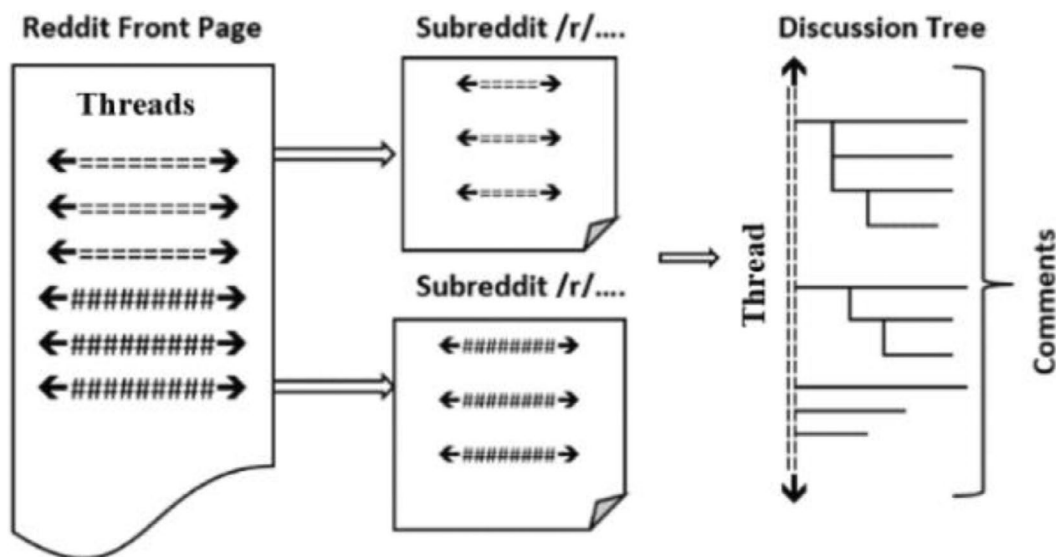 Reddit Front Page
Threads
←========→
←========→
←========→
←#########→
←#########→
←#########→
Subreddit /r/....
←=====→
←=====→
←=====→
Subreddit /r/....
←########→
←########→
←########→
Discussion Tree
Thread
Comments